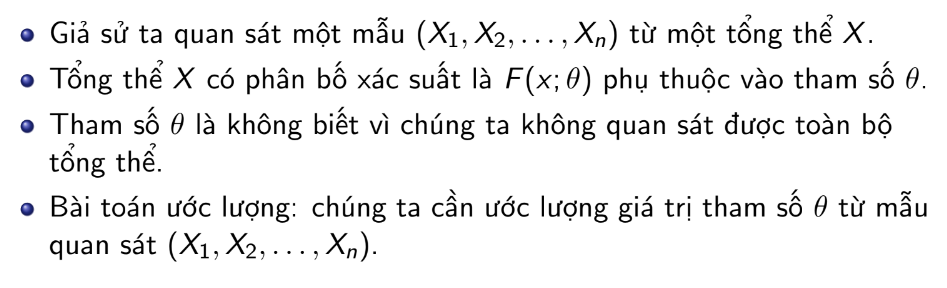 Giả sử ta quan sát một mẫu (X₁, X₂, . . . , Xₙ) từ một tổng thể X.
Tổng thể X có phân bố xác suất là F(x; θ) phụ thuộc vào tham số θ.
Tham số θ là không biết vì chúng ta không quan sát được toàn bộ
tổng thể.
Bài toán ước lượng: chúng ta cần ước lượng giá trị tham số θ từ mẫu
quan sát (X₁, X₂, . . . , Xₙ).